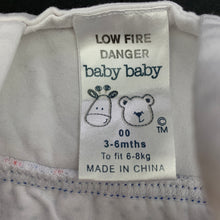 LOW FIRE
DANGER
baby baby
© TM
00
3-6mths
To fit 6-8kg
MADE IN CHINA